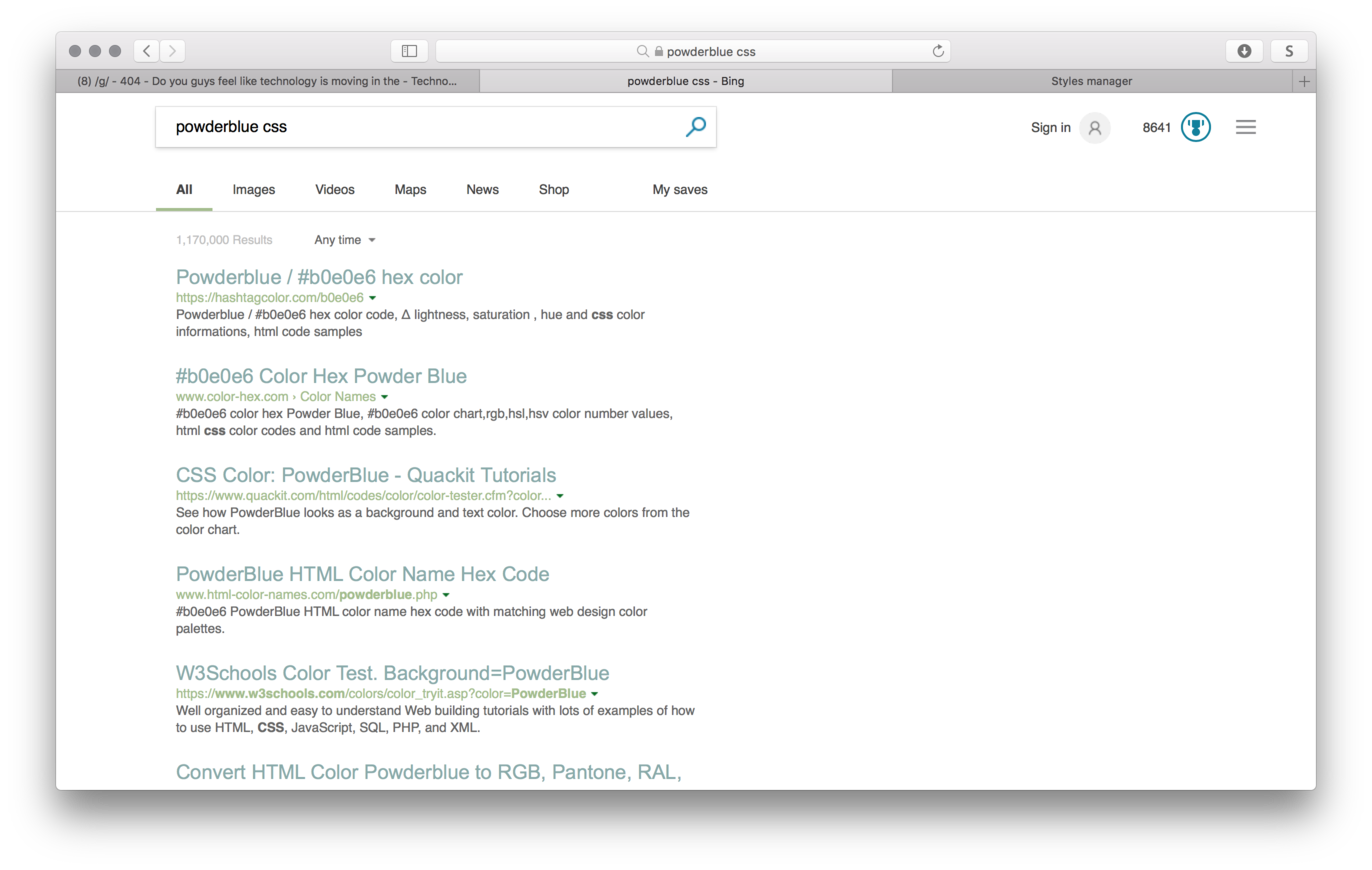 powderblue css
S
(8) /g/ - 404 - Do you guys feel like technology is moving in the - Techno...
powderblue css - Bing
Styles manager
powderblue css
Sign in
8641
All
Images
Videos
Maps
News
Shop
My saves
1,170,000 Results
Any time
Powderblue / #b0e0e6 hex color
https://hashtagcolor.com/b0e0e6
Powderblue / #b0e0e6 hex color code, Δ lightness, saturation , hue and css color
informations, html code samples
#b0e0e6 Color Hex Powder Blue
www.color-hex.com › Color Names
#b0e0e6 color hex Powder Blue, #b0e0e6 color chart,rgb,hsl,hsv color number values,
html css color codes and html code samples.
CSS Color: PowderBlue - Quackit Tutorials
https://www.quackit.com/html/codes/color/color-tester.cfm?color...
See how PowderBlue looks as a background and text color. Choose more colors from the
color chart.
PowderBlue HTML Color Name Hex Code
www.html-color-names.com/powderblue.php
#b0e0e6 PowderBlue HTML color name hex code with matching web design color
palettes.
W3Schools Color Test. Background=PowderBlue
https://www.w3schools.com/colors/color_tryit.asp?color=PowderBlue
Well organized and easy to understand Web building tutorials with lots of examples of how
to use HTML, CSS, JavaScript, SQL, PHP, and XML.
Convert HTML Color Powderblue to RGB, Pantone, RAL,